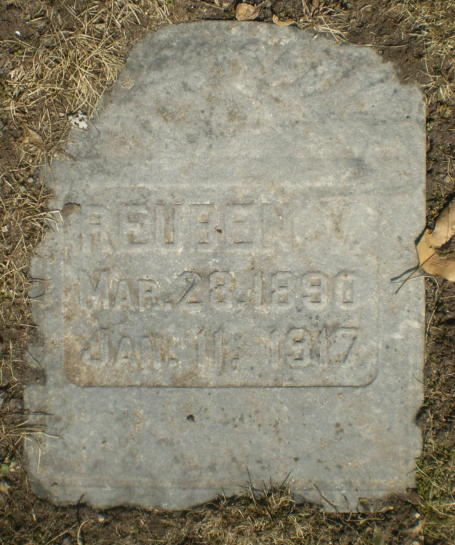 REUBEN. V.
MAR. 28. 1890
JAN. 11. 1917